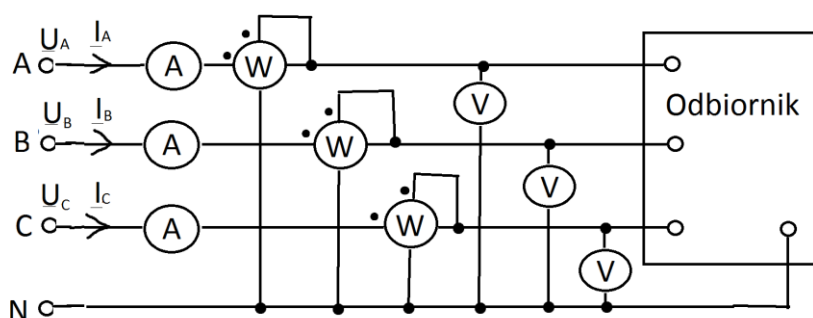 U_A I_A
A A W
V
Odbiornik
U_B I_B
B A W
V
U_C I_C
C A W
V
N